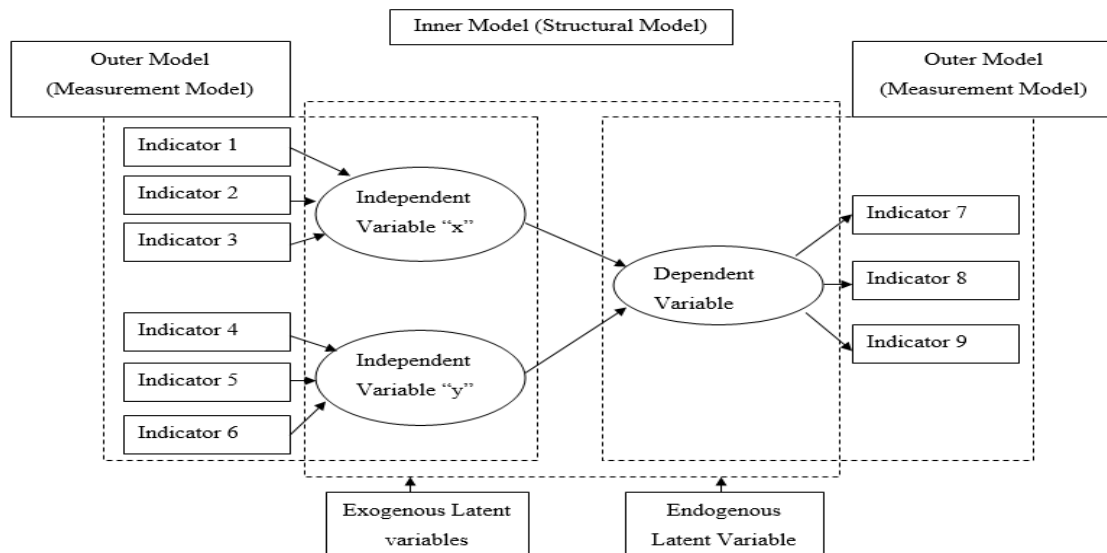 Inner Model (Structural Model)
Outer Model
(Measurement Model)
Outer Model
(Measurement Model)
Indicator 1
Indicator 2
Indicator 3
Independent
Variable “x”
Indicator 4
Indicator 5
Indicator 6
Independent
Variable “y”
Dependent
Variable
Indicator 7
Indicator 8
Indicator 9
Exogenous Latent
variables
Endogenous
Latent Variable